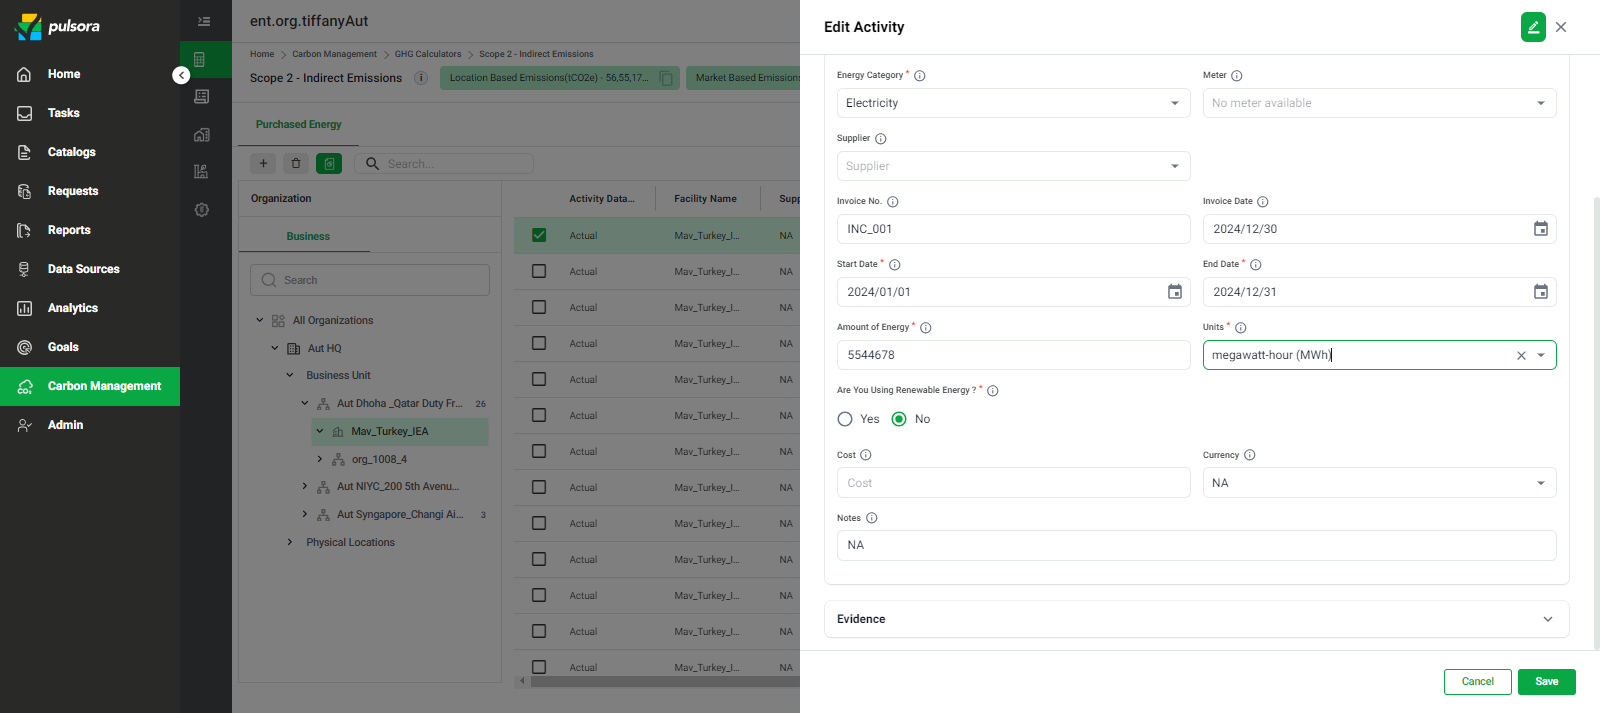 pulsora
Home
Tasks
Catalogs
Requests
Reports
Data Sources
Analytics
Goals
Carbon Management
Admin
ent.org.tiffanyAut
Home > Carbon Management > GHG Calculators > Scope 2 - Indirect Emissions
Scope 2 - Indirect Emissions
Location Based Emissions(tCO2e) - 56,55,17...
Market Based Emissions
Purchased Energy
Search...
Organization
Business
Search
All Organizations
Aut HQ
Business Unit
Aut Dhoha _Qatar Duty Fr... 26
Mav_Turkey_IEA
org_1008_4
Aut NIYC_200 5th Avenu...
Aut Syngapore_Changi Ai... 3
Physical Locations
Activity Data... Facility Name Supp
Actual Mav_Turkey_I... NA
Actual Mav_Turkey_I... NA
Actual Mav_Turkey_I... NA
Actual Mav_Turkey_I... NA
Actual Mav_Turkey_I... NA
Actual Mav_Turkey_I... NA
Actual Mav_Turkey_I... NA
Actual Mav_Turkey_I... NA
Actual Mav_Turkey_I... NA
Actual Mav_Turkey_I... NA
Actual Mav_Turkey_I... NA
Actual Mav_Turkey_I... NA
Actual Mav_Turkey_I... NA
Edit Activity
Energy Category *
Electricity
Meter
No meter available
Supplier
Supplier
Invoice No.
INC_001
Invoice Date
2024/12/30
Start Date *
2024/01/01
End Date *
2024/12/31
Amount of Energy *
5544678
Units *
megawatt-hour (MWh)
Are You Using Renewable Energy ? *
Yes No
Cost
Cost
Currency
NA
Notes
NA
Evidence
Cancel
Save